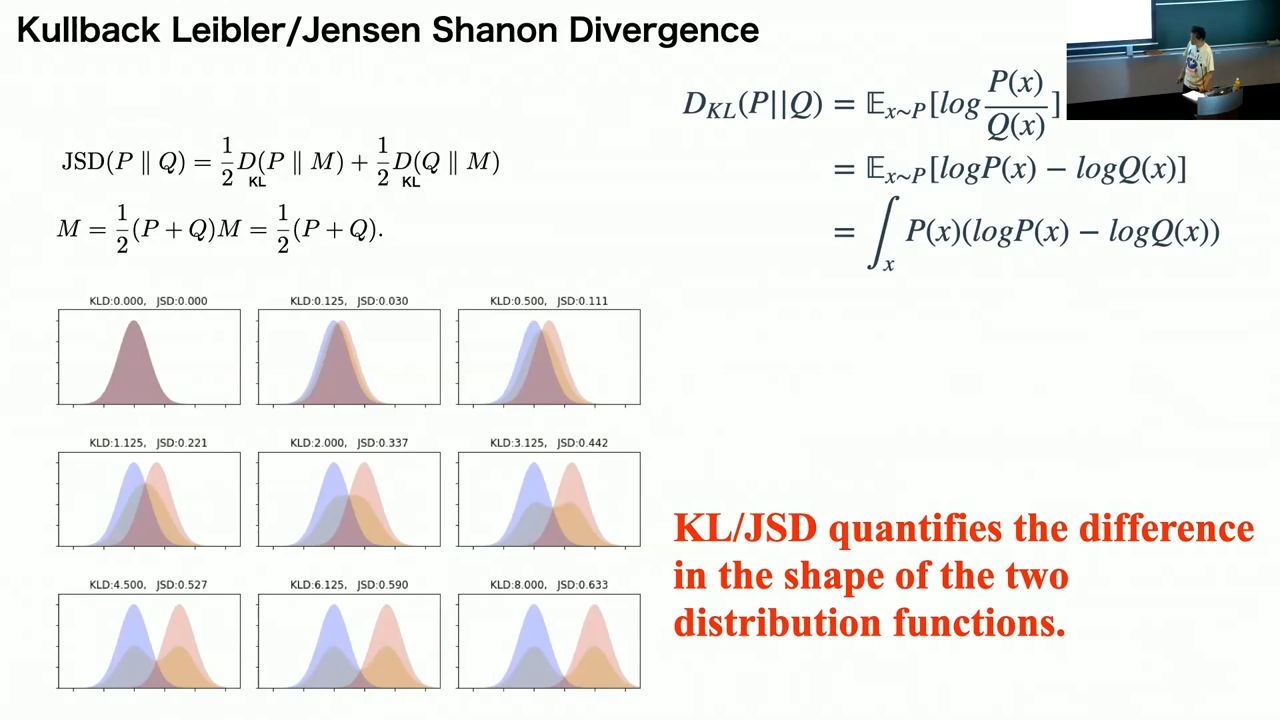 Kullback Leibler/Jensen Shanon Divergence
JSD(P ∥ Q) = 1/2 D(P ∥ M) + 1/2 D(Q ∥ M)
KL KL
M = 1/2 (P + Q)M = 1/2 (P + Q).
D_KL(P||Q) = 𝔼_x∼P[log P(x)/Q(x)]
= 𝔼_x∼P[logP(x) − logQ(x)]
= ∫_x P(x)(logP(x) − logQ(x))
KLD:0.000, JSD:0.000
KLD:0.125, JSD:0.030
KLD:0.500, JSD:0.111
KLD:1.125, JSD:0.221
KLD:2.000, JSD:0.337
KLD:3.125, JSD:0.442
KLD:4.500, JSD:0.527
KLD:6.125, JSD:0.590
KLD:8.000, JSD:0.633
KL/JSD quantifies the difference
in the shape of the two
distribution functions.